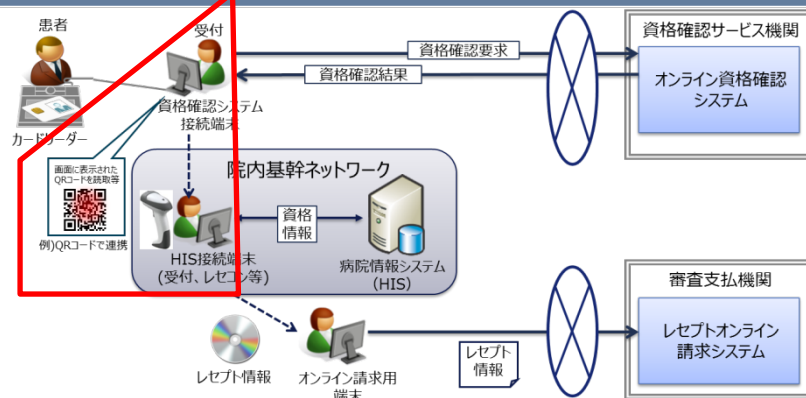 患者
受付
資格確認要求
資格確認結果
資格確認サービス機関
オンライン資格確認
システム
資格確認システム
接続端末
カードリーダー
画面に表示された
QRコードを読取等
例)QRコードで連携
院内基幹ネットワーク
資格
情報
HIS接続端末
(受付、レセコン等)
病院情報システム
(HIS)
審査支払機関
レセプトオンライン
請求システム
レセプト
情報
レセプト情報
オンライン請求用
端末